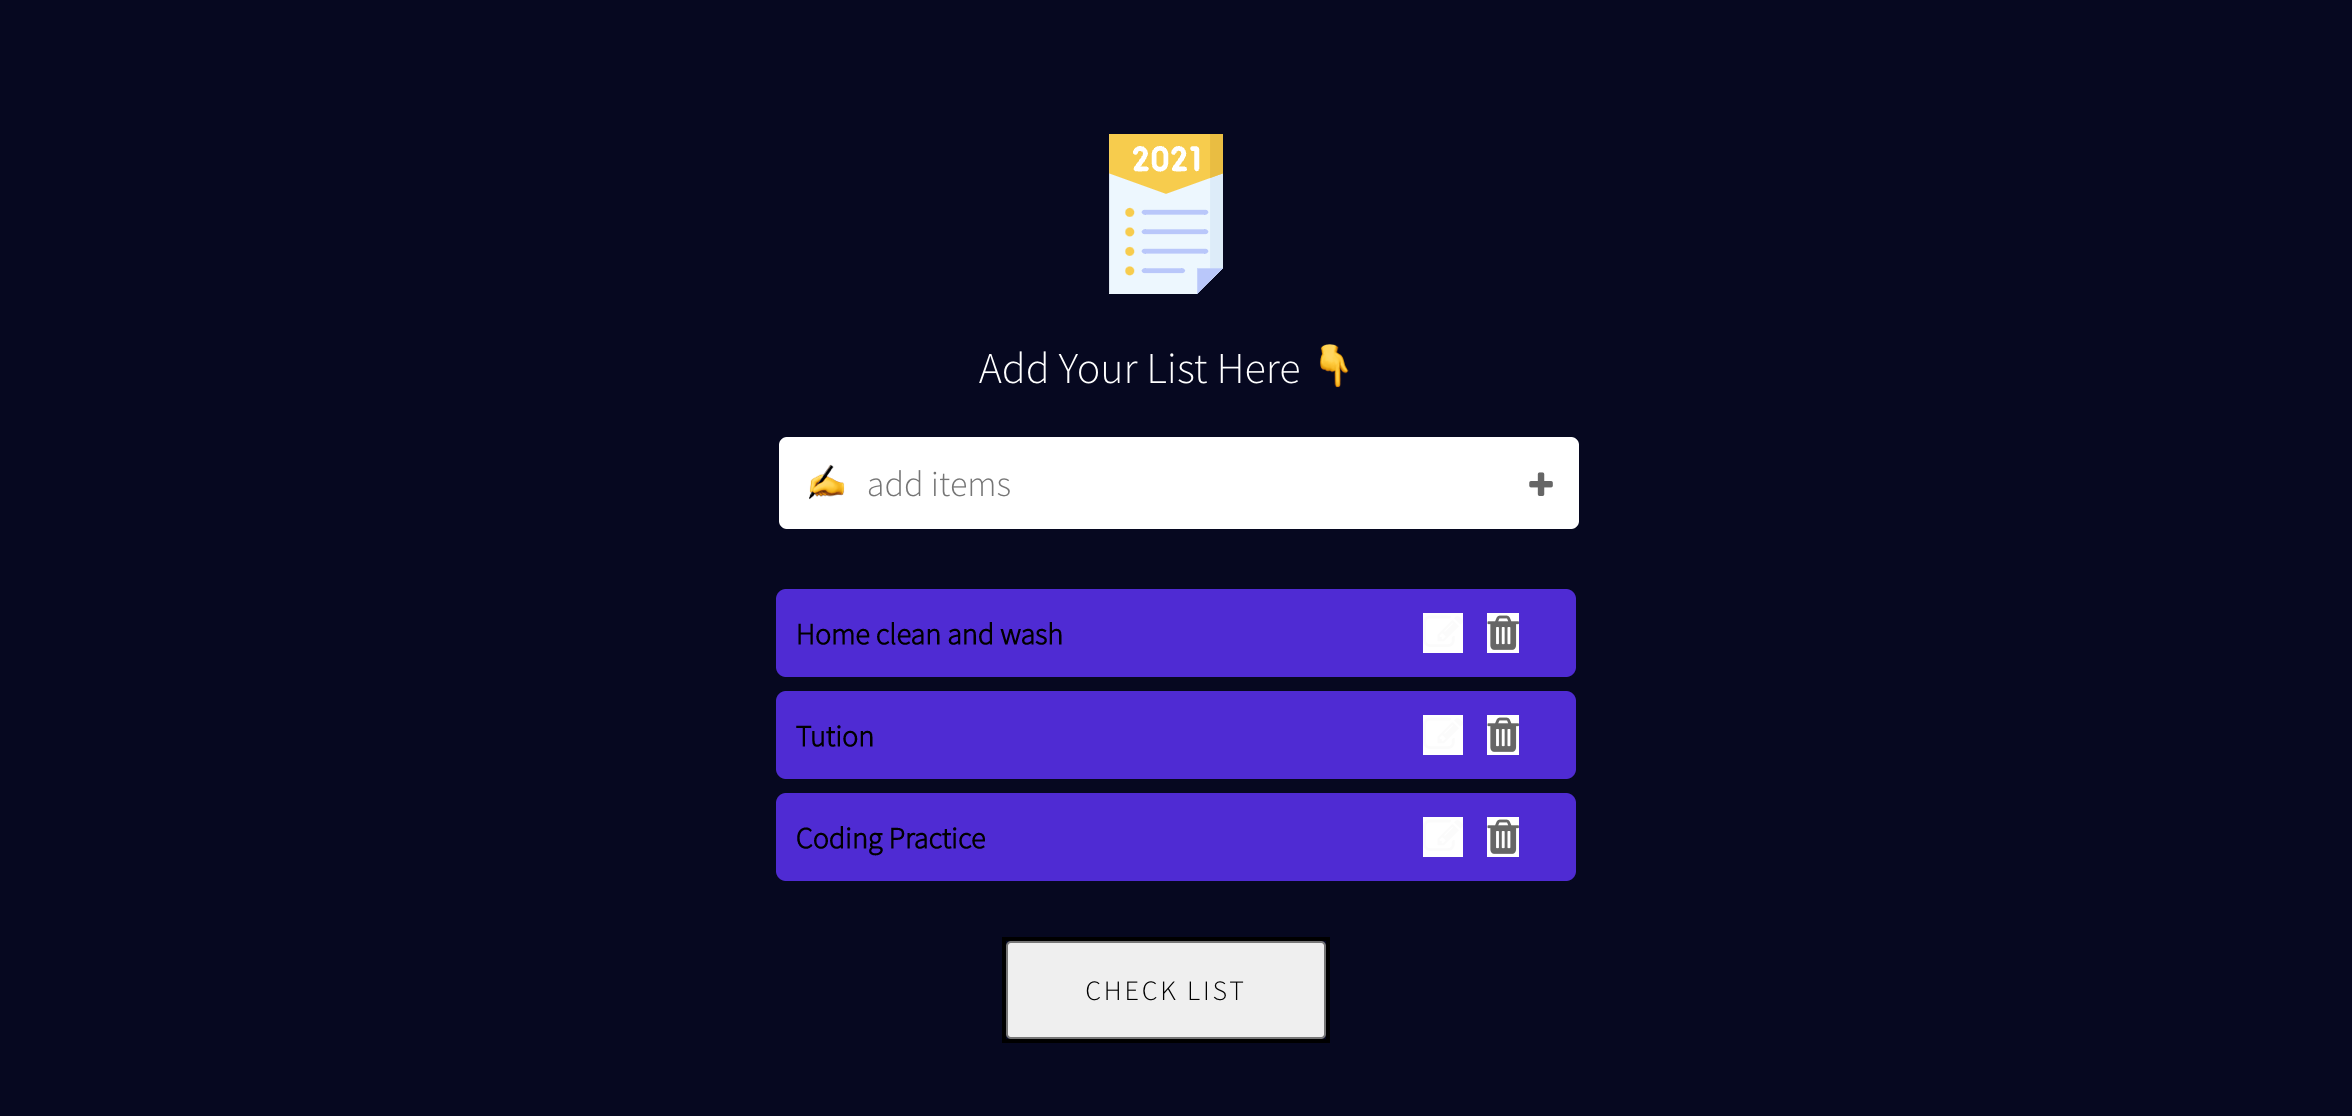 2021
Add Your List Here 👇
✍️ add items
Home clean and wash
Tution
Coding Practice
CHECK LIST